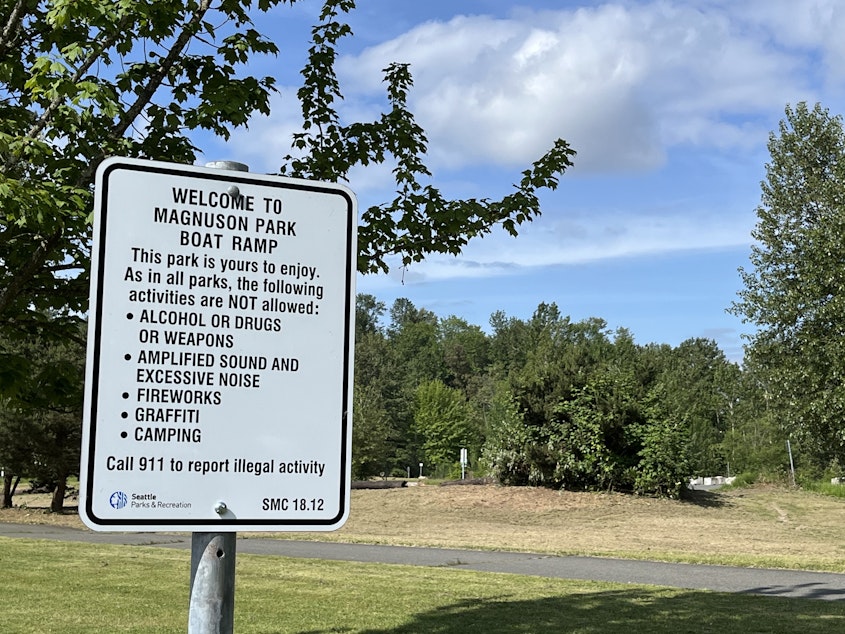 WELCOME TO
MAGNUSON PARK
BOAT RAMP
This park is yours to enjoy.
As in all parks, the following
activities are NOT allowed:
• ALCOHOL OR DRUGS
OR WEAPONS
• AMPLIFIED SOUND AND
EXCESSIVE NOISE
• FIREWORKS
• GRAFFITI
• CAMPING
Call 911 to report illegal activity
Seattle
Parks & Recreation
SMC 18.12